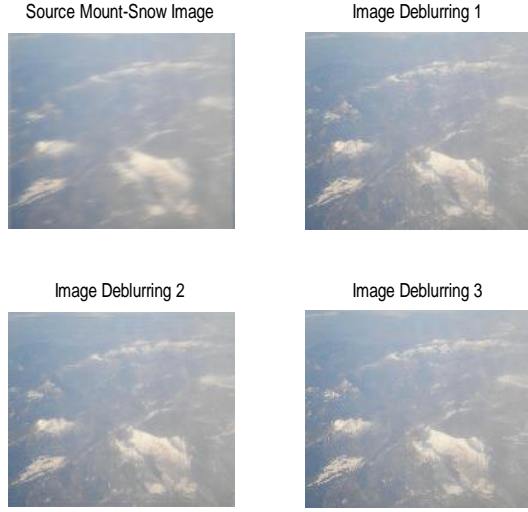 Source Mount-Snow Image
Image Deblurring 1
Image Deblurring 2
Image Deblurring 3